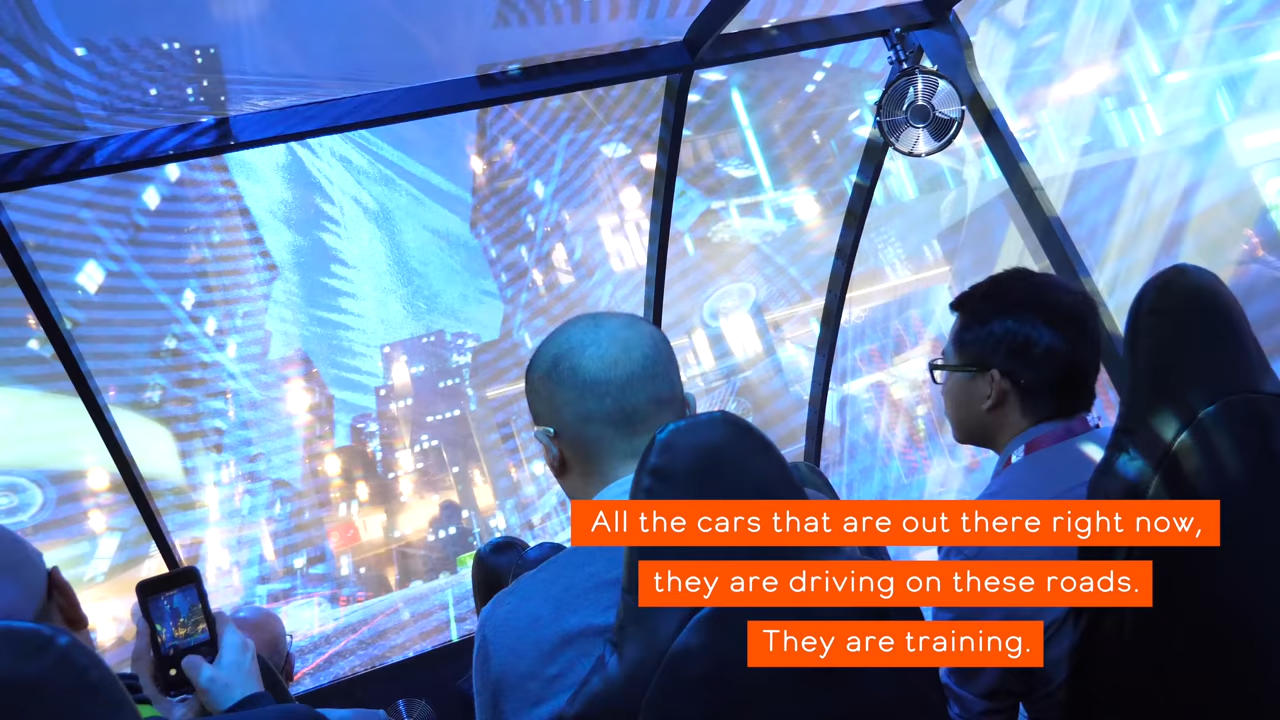 All the cars that are out there right now,
they are driving on these roads.
They are training.